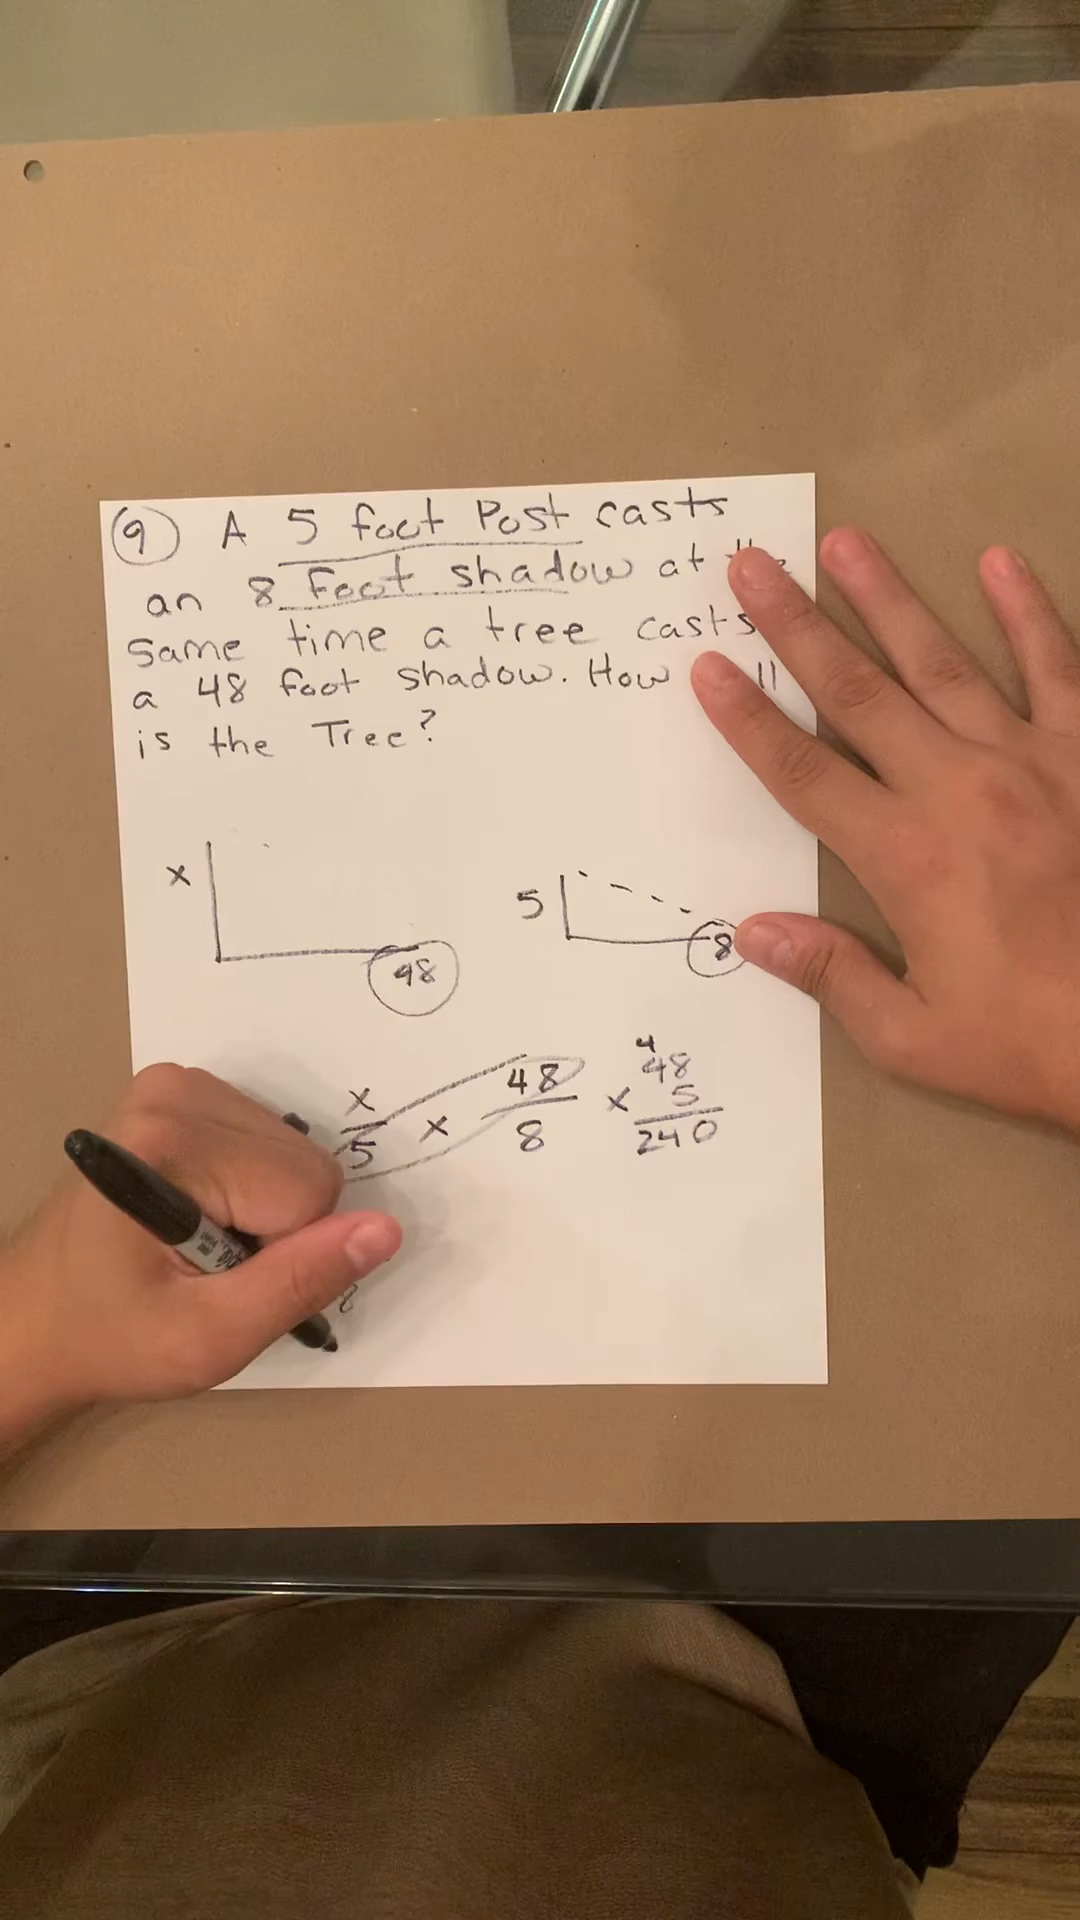 9 A 5 foot Post casts
an 8 foot shadow at
Same time a tree casts
a 48 foot shadow. How
is the Tree?
x
48
5
8
x 48 4
5 x 8 48
x 5
240
8